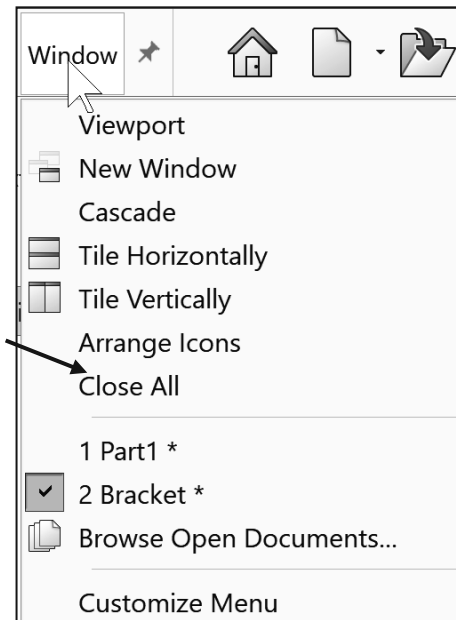 Window
Viewport
New Window
Cascade
Tile Horizontally
Tile Vertically
Arrange Icons
Close All
1 Part1 *
2 Bracket *
Browse Open Documents...
Customize Menu